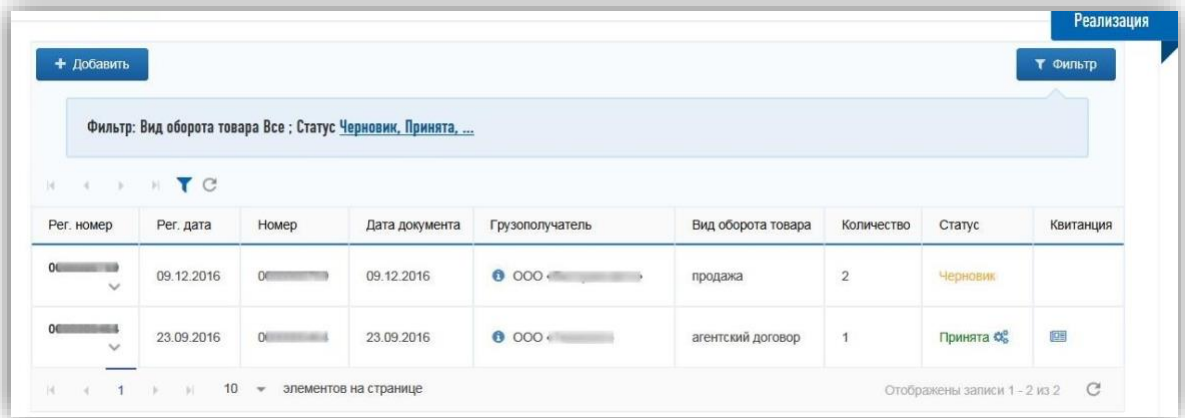 Реализация
+ Добавить
Фильтр
Фильтр: Вид оборота товара Все ; Статус Черновик, Принята, ...
Рег. номер Рег. дата Номер Дата документа Грузополучатель Вид оборота товара Количество Статус Квитанция
09.12.2016 09.12.2016 ООО продажа 2 Черновик
23.09.2016 23.09.2016 ООО агентский договор 1 Принята
1 10 элементов на странице Отображены записи 1 - 2 из 2